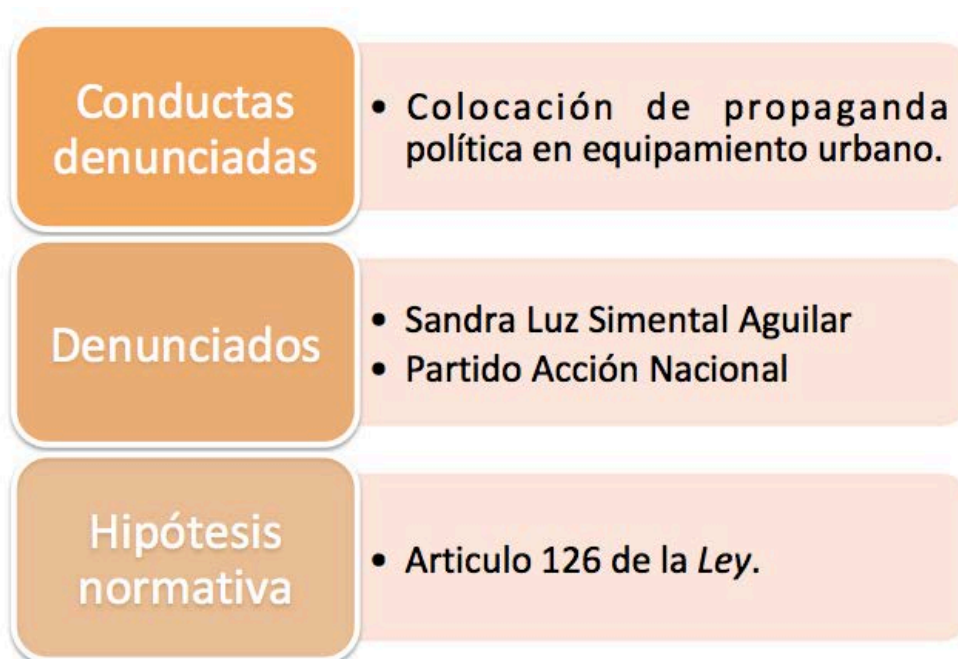 Conductas
denunciadas
• Colocación de propaganda
política en equipamiento urbano.
Denunciados
• Sandra Luz Simental Aguilar
• Partido Acción Nacional
Hipótesis
normativa
• Articulo 126 de la Ley.